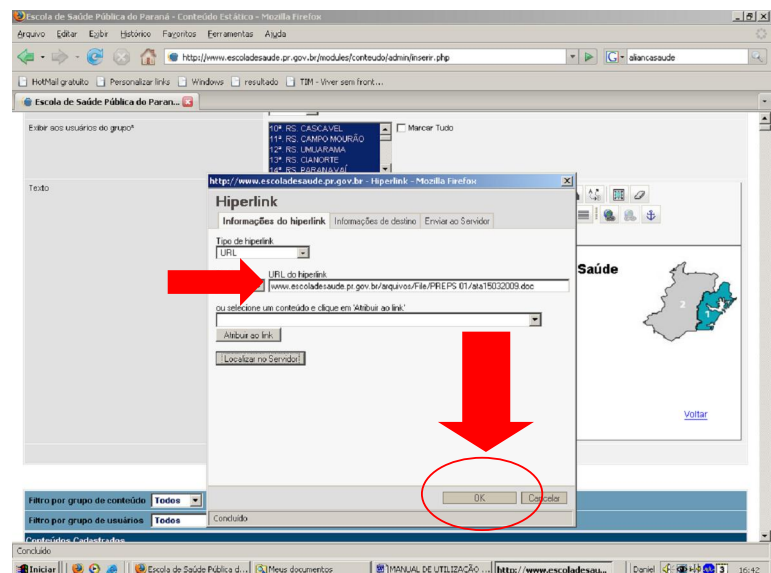 Escola de Saúde Pública do Paraná - Conteúdo Estático - Mozilla Firefox
Arquivo Editar Exibir Histórico Favoritos Ferramentas Ajuda
http://www.escoladesaude.pr.gov.br/modules/conteudo/admin/inserir.php
aliancasaude
HotMail gratuito Personalizar links Windows resultado TIM - Viver sem front...
Escola de Saúde Pública do Paran...
Exibir aos usuários do grupo*
10ª. RS. CASCAVEL
11ª. RS. CAMPO MOURÃO
12ª. RS. UMUARAMA
13ª. RS. CIANORTE
14ª. RS. PARANAVAÍ
Marcar Tudo
Texto
http://www.escoladesaude.pr.gov.br - Hiperlink - Mozilla Firefox
Hiperlink
Informações do hiperlink Informações de destino Enviar ao Servidor
Tipo de hiperlink
URL
URL do hiperlink
www.escoladesaude.pr.gov.br/arquivos/File/PREPS 01/ata15032009.doc
ou selecione um conteúdo e clique em 'Atribuir ao link'
Atribuir ao link
Localizar no Servidor
Saúde
2
1
Voltar
OK Cancelar
Concluído
Filtro por grupo de conteúdo Todos
Filtro por grupo de usuários Todos
Conteúdos Cadastrados
Concluído
Iniciar Escola de Saúde Pública d... Meus documentos MANUAL DE UTILIZAÇÃO ... http://www.escoladesau... Daniel 3 16:42